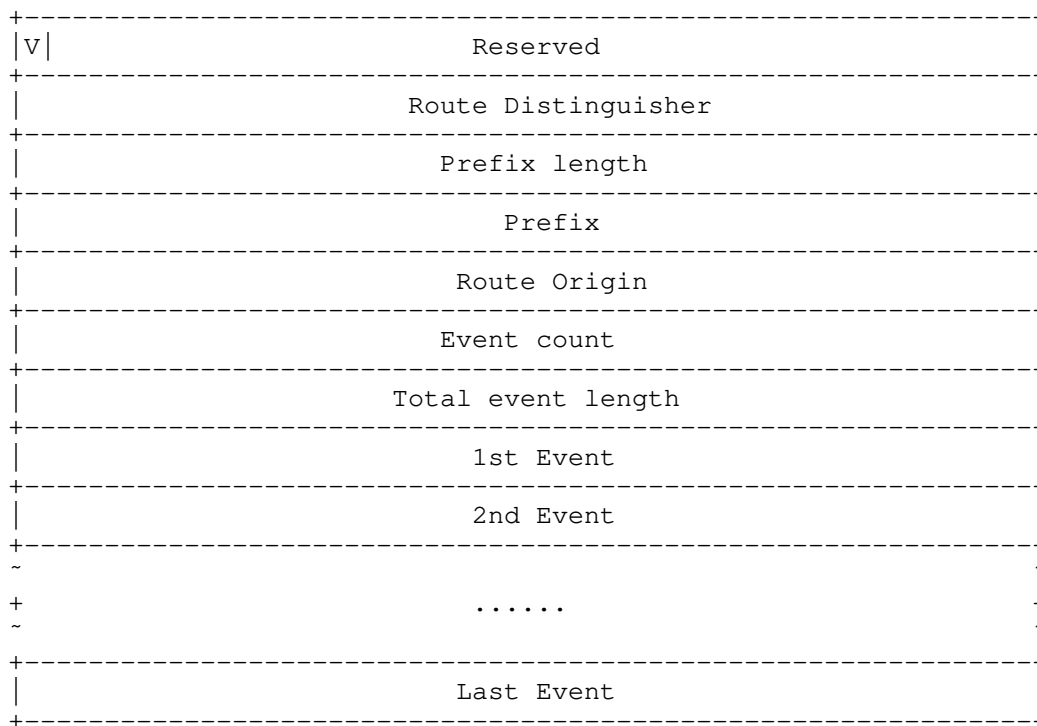 +----------------------------------------------------------------
|V|                          Reserved
+----------------------------------------------------------------
|                        Route Distinguisher
+----------------------------------------------------------------
|                          Prefix length
+----------------------------------------------------------------
|                              Prefix
+----------------------------------------------------------------
|                           Route Origin
+----------------------------------------------------------------
|                          Event count
+----------------------------------------------------------------
|                       Total event length
+----------------------------------------------------------------
|                            1st Event
+----------------------------------------------------------------
|                            2nd Event
+----------------------------------------------------------------
~                                                               ~
+                            ......                             +
~                                                               ~
+----------------------------------------------------------------
|                           Last Event
+----------------------------------------------------------------